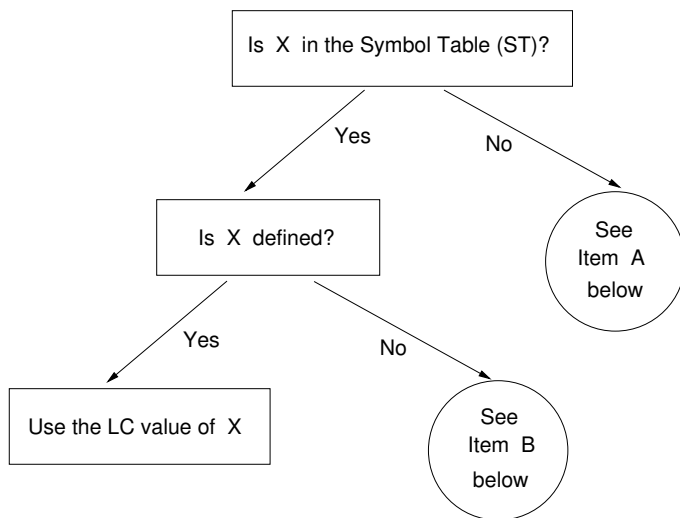 Is X in the Symbol Table (ST)?
Yes
No
Is X defined?
See
Item A
below
Yes
No
Use the LC value of X
See
Item B
below